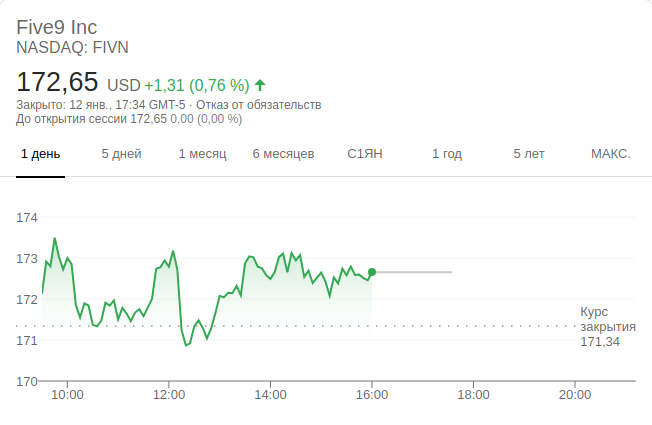 Five9 Inc
NASDAQ: FIVN
172,65 USD +1,31 (0,76 %)
Закрыто: 12 янв., 17:34 GMT-5 · Отказ от обязательств
До открытия сессии 172,65 0,00 (0,00 %)
1 день 5 дней 1 месяц 6 месяцев С1ЯН 1 год 5 лет МАКС.
174
173
172
Курс
закрытия
171,34
171
170
10:00 12:00 14:00 16:00 18:00 20:00